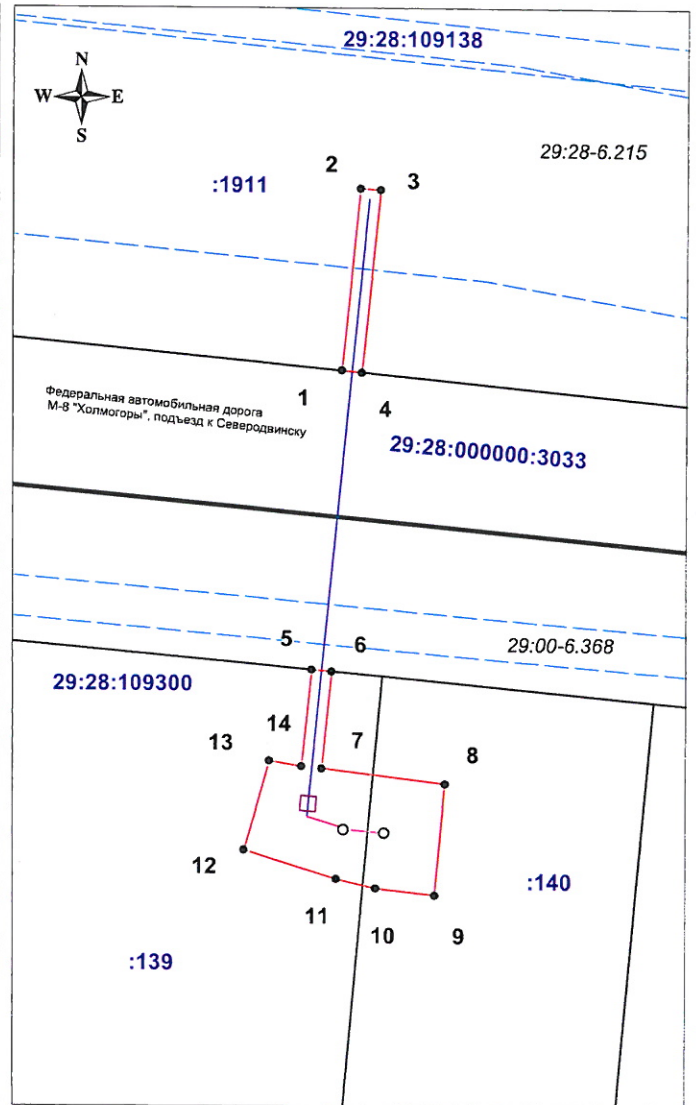 29:28:109138
N
W E
S
29:28-6.215
2 3
:1911
1 4
Федеральная автомобильная дорога
М-8 "Холмогоры", подъезд к Северодвинску
29:28:000000:3033
5 6
29:00-6.368
29:28:109300
14 7
13 8
12
:140
11 10 9
:139